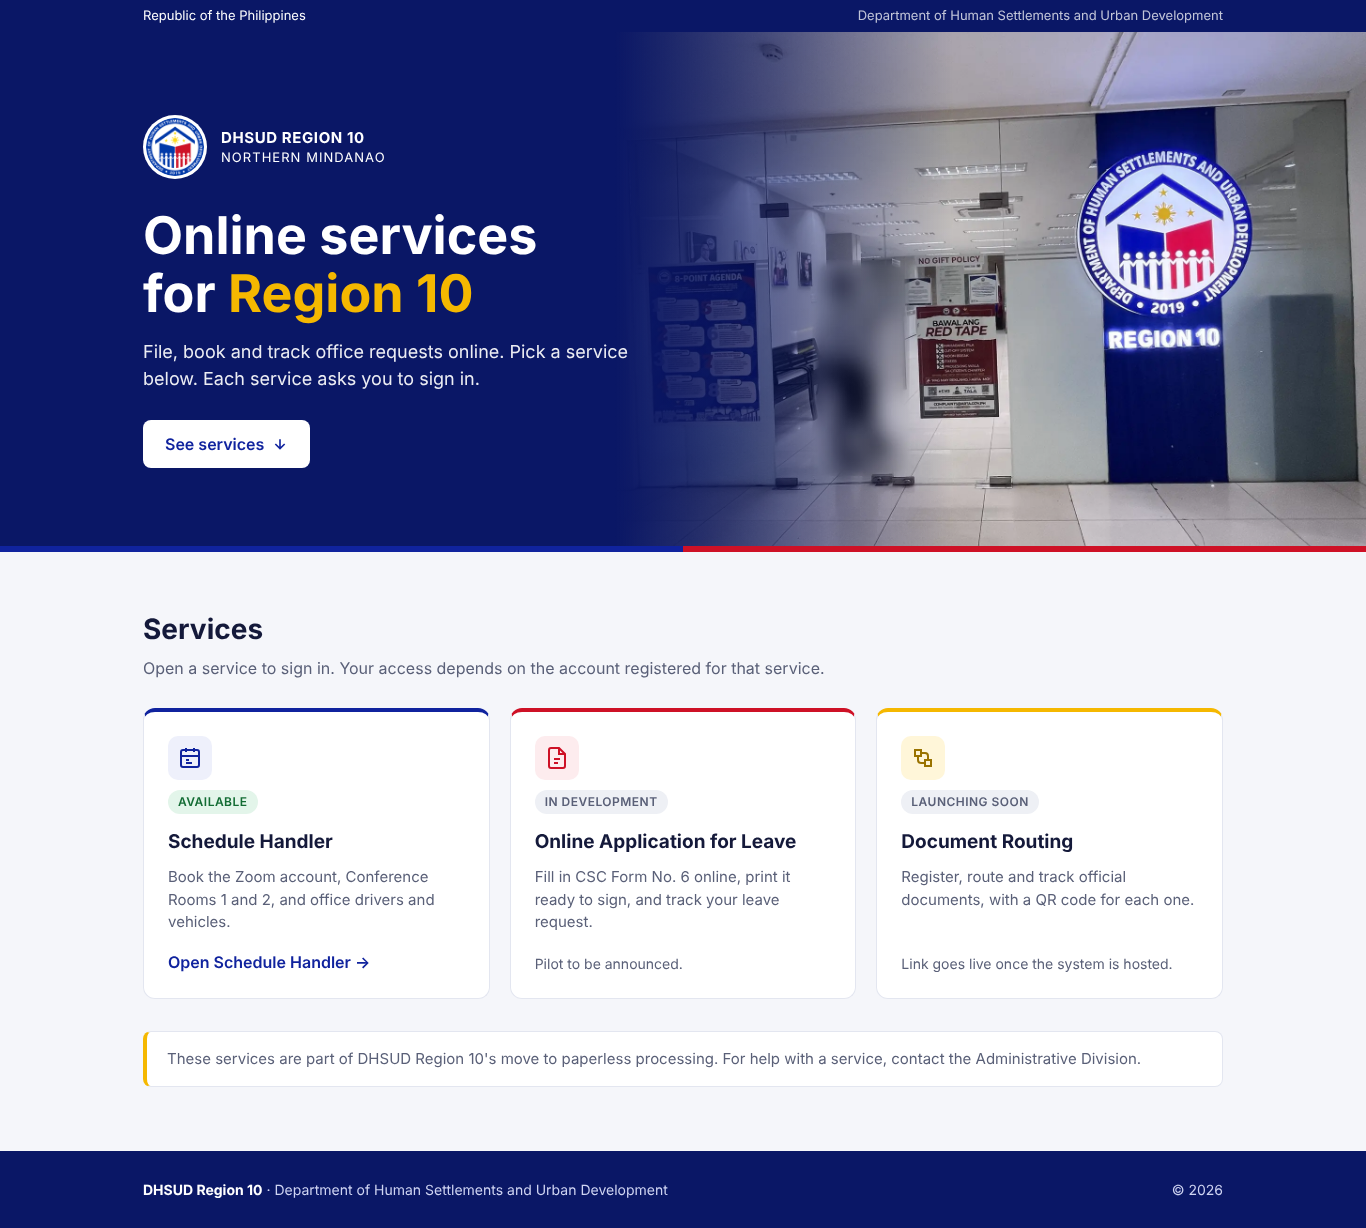 Republic of the Philippines
Department of Human Settlements and Urban Development
DHSUD REGION 10
NORTHERN MINDANAO
Online services
for Region 10
File, book and track office requests online. Pick a service
below. Each service asks you to sign in.
See services ↓
8-POINT AGENDA
NO GIFT POLICY
BAWAL ANG
RED TAPE
DEPARTMENT OF HUMAN SETTLEMENTS AND URBAN DEVELOPMENT
• 2019 •
REGION 10
Services
Open a service to sign in. Your access depends on the account registered for that service.
AVAILABLE
Schedule Handler
Book the Zoom account, Conference
Rooms 1 and 2, and office drivers and
vehicles.
Open Schedule Handler →
IN DEVELOPMENT
Online Application for Leave
Fill in CSC Form No. 6 online, print it
ready to sign, and track your leave
request.
Pilot to be announced.
LAUNCHING SOON
Document Routing
Register, route and track official
documents, with a QR code for each one.
Link goes live once the system is hosted.
These services are part of DHSUD Region 10's move to paperless processing. For help with a service, contact the Administrative Division.
DHSUD Region 10 · Department of Human Settlements and Urban Development
© 2026